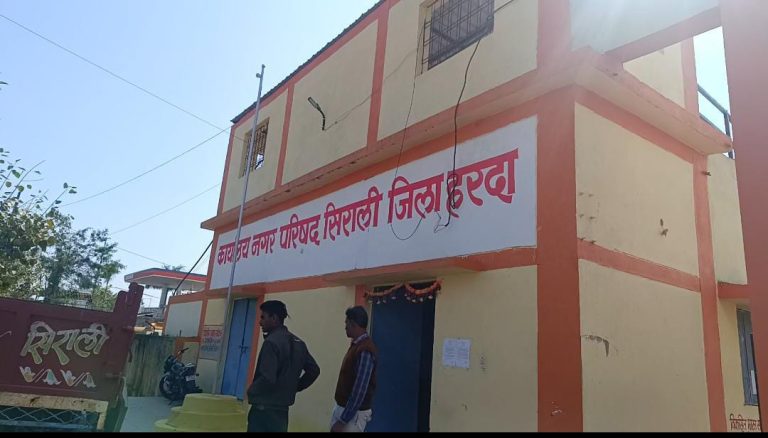 कार्यालय नगर परिषद सिराली जिला हरदा
सिराली